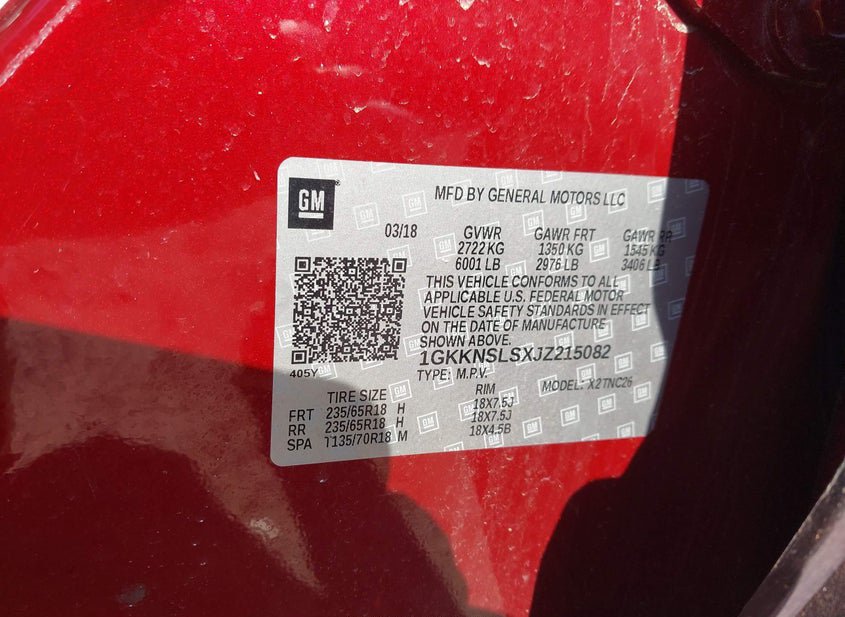 GM
MFD BY GENERAL MOTORS LLC
03/18 GVWR GAWR FRT GAWR RR
2722 KG 1350 KG 1545 KG
6001 LB 2976 LB 3406 LB
THIS VEHICLE CONFORMS TO ALL
APPLICABLE U.S. FEDERAL MOTOR
VEHICLE SAFETY STANDARDS IN EFFECT
ON THE DATE OF MANUFACTURE
SHOWN ABOVE.
1GKKNSLSXJZ215082
405Y TYPE: M.P.V. MODEL: X2TNC26
TIRE SIZE RIM
FRT 235/65R18 H 18X7.5J
RR 235/65R18 H 18X7.5J
SPA T135/70R18 M 18X4.5B